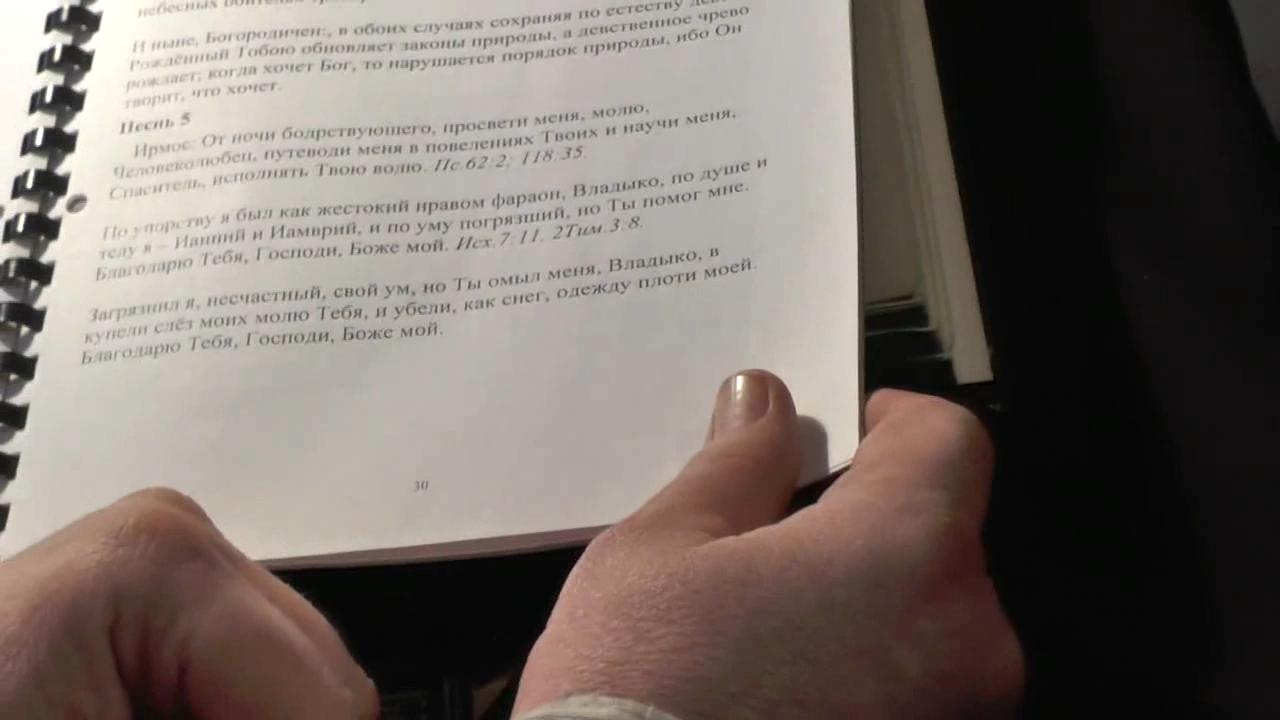 небесных
И ныне, Богородичен:, в обоих случаях сохраняя по естеству
Рождённый Тобою обновляет законы природы, а девственное чрево
рождает; когда хочет Бог, то нарушается порядок природы, ибо Он
творит, что хочет.
Песнь 5
Ирмос: От ночи бодрствующего, просвети меня, молю,
Человеколюбец, путеводи меня в повелениях Твоих и научи меня,
Спаситель, исполнять Твою волю. Пс.62:2; 118:35.
По упорству я был как жестокий нравом фараон, Владыко, по душе и
телу я – Ианний и Иамврий, и по уму погрязший, но Ты помог мне.
Благодарю Тебя, Господи, Боже мой. Исх.7:11. 2Тим.3:8.
Загрязнил я, несчастный, свой ум, но Ты омыл меня, Владыко, в
купели слёз моих молю Тебя, и убели, как снег, одежду плоти моей.
Благодарю Тебя, Господи, Боже мой.
30